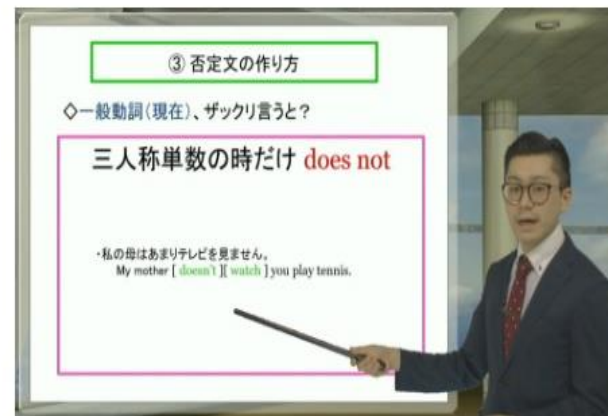 ③ 否定文の作り方
◇一般動詞(現在)、ザックリ言うと?
三人称単数の時だけ does not
・私の母はあまりテレビを見ません。
My mother [ doesn't ][ watch ] you play tennis.